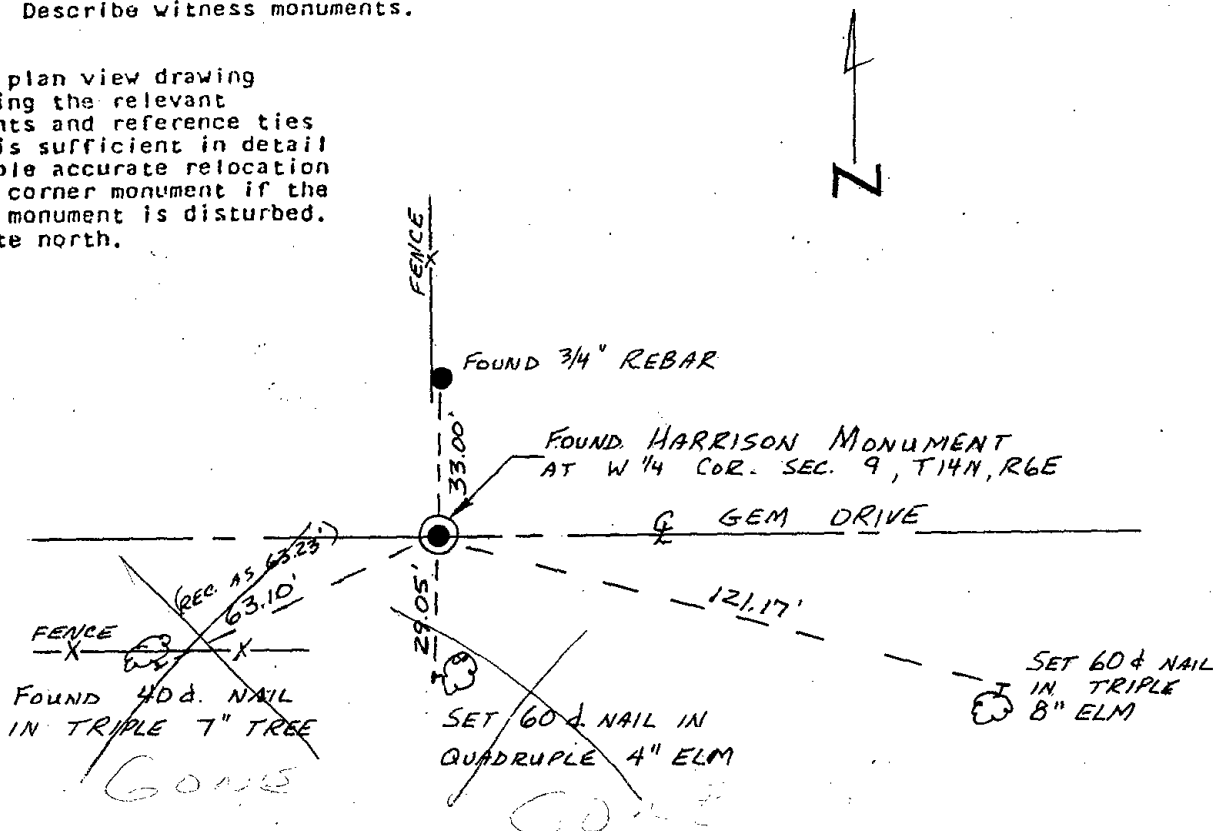 Describe witness monuments.
plan view drawing
ing the relevant
nts and reference ties
is sufficient in detail
ble accurate relocation
corner monument if the
monument is disturbed.
te north.
N
FENCE
X
FOUND 3/4" REBAR
33.00'
FOUND HARRISON MONUMENT
AT W 1/4 COR. SEC. 9, T14N, R6E
℄ GEM DRIVE
(REC. AS 63.23')
63.10'
29.05'
121.17'
FENCE
X X
FOUND 40d. NAIL
IN TRIPLE 7" TREE
GONE
SET 60d. NAIL IN
QUADRUPLE 4" ELM
GONE
SET 60d NAIL
IN TRIPLE
8" ELM